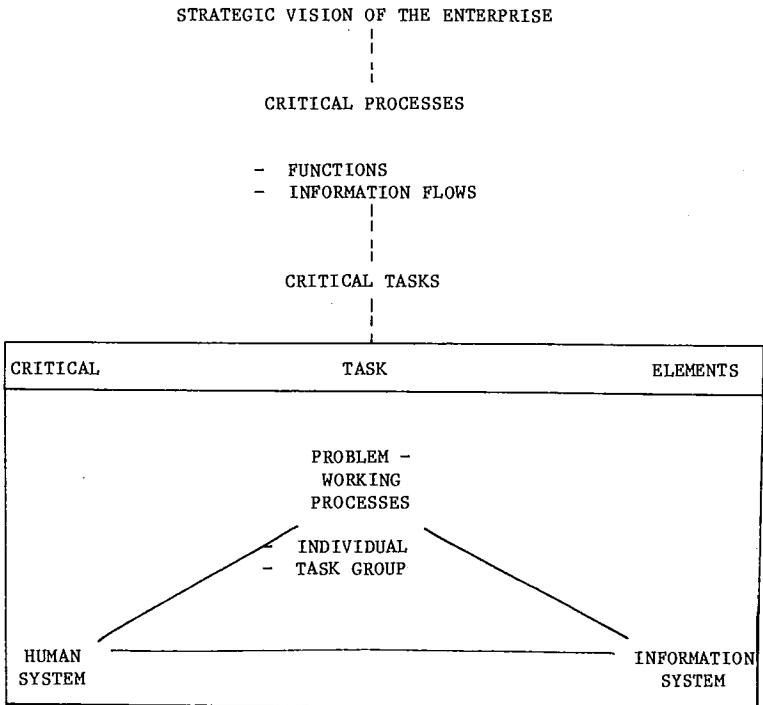 STRATEGIC VISION OF THE ENTERPRISE
CRITICAL PROCESSES
- FUNCTIONS
- INFORMATION FLOWS
CRITICAL TASKS
CRITICAL TASK ELEMENTS
PROBLEM -
WORKING
PROCESSES
- INDIVIDUAL
- TASK GROUP
HUMAN
SYSTEM
INFORMATION
SYSTEM